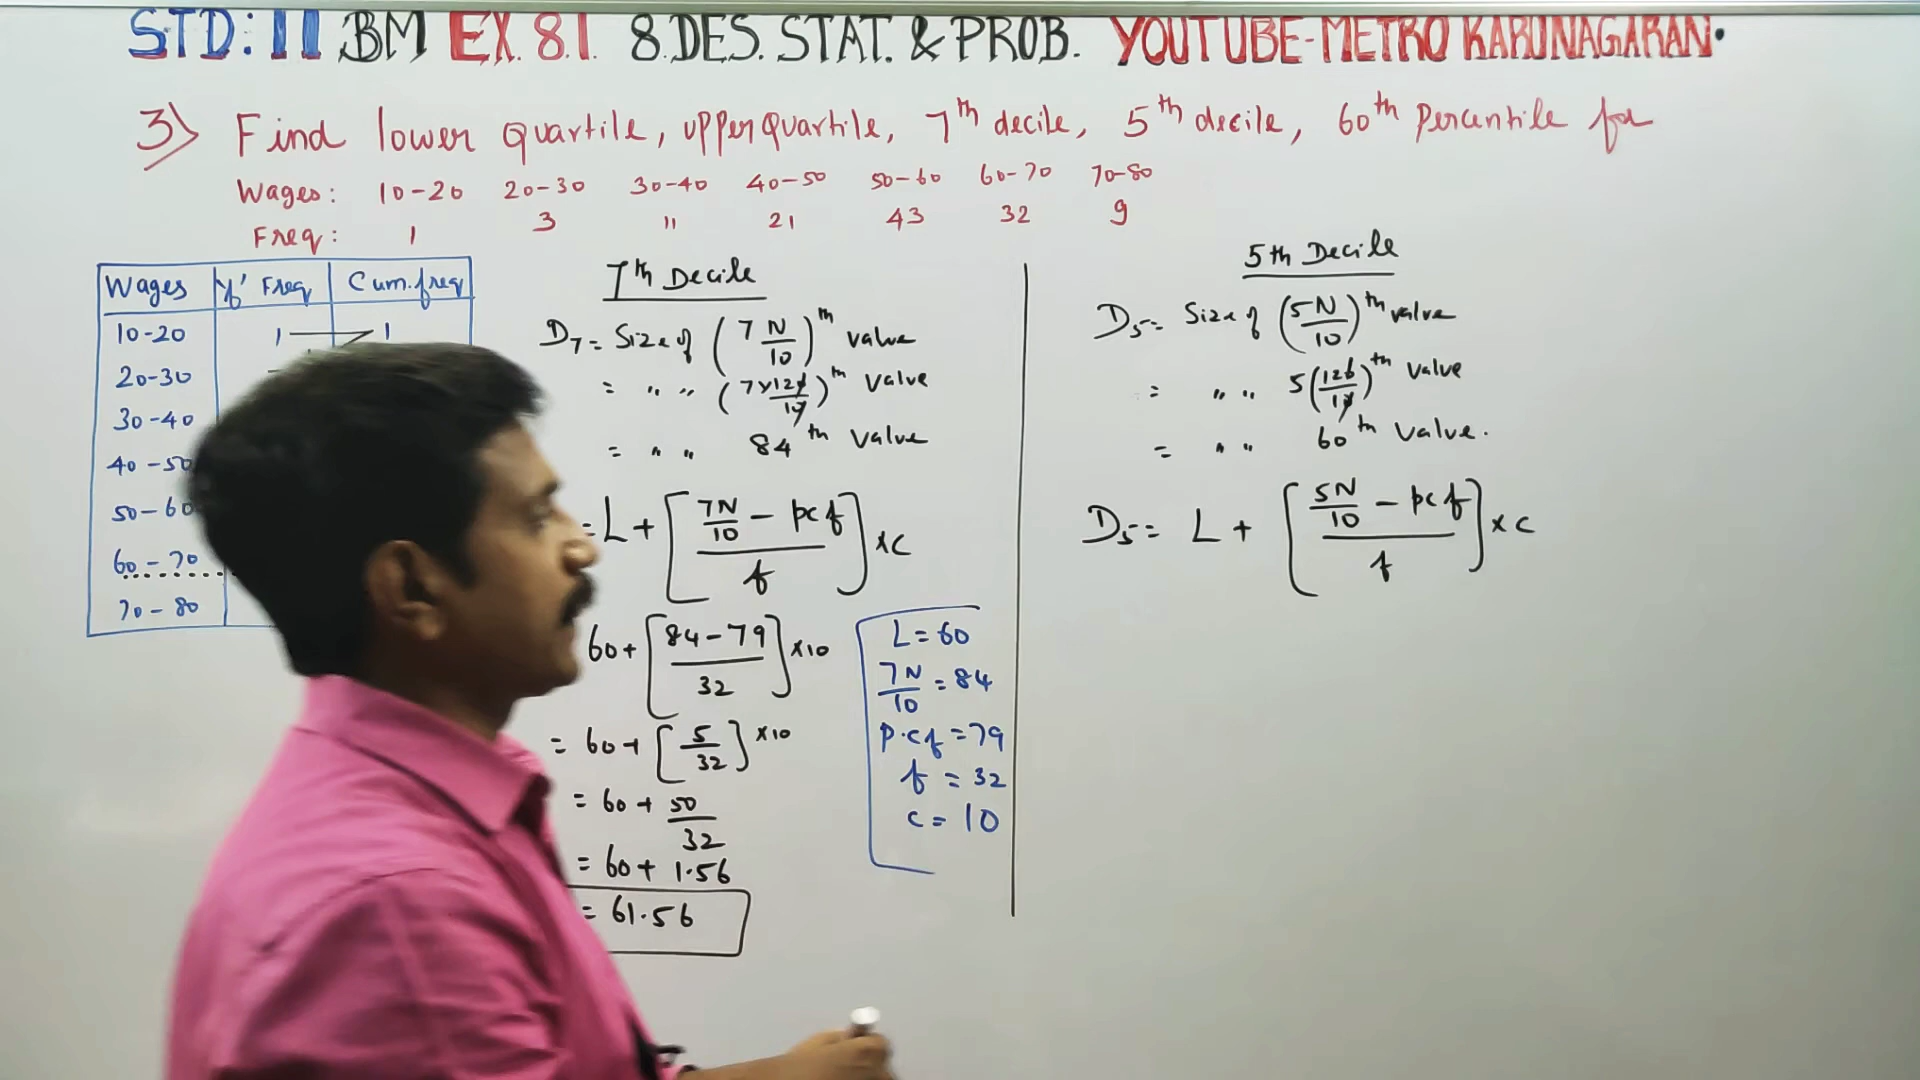 STD: 11 BM EX. 8.1. 8.DES. STAT. & PROB. YOUTUBE-METRO KARUNAGARAN.
3) Find lower quartile, upper quartile, 7th decile, 5th decile, 60th Percentile for
Wages: 10-20 20-30 30-40 40-50 50-60 60-70 70-80
Freq: 1 3 11 21 43 32 9
Wages 'f' Freq Cum.freq
10-20 1 1
20-30
30-40
40-50
50-60
60-70
70-80
7th Decile
D7 = Size of (7N/10)th value
= " " (7×120/10)th value
= " " 84th value
= L + [(7N/10 - pcf)/f] × c
60 + [(84-79)/32] ×10
= 60 + [5/32] ×10
= 60 + 50/32
= 60 + 1.56
= 61.56
L = 60
7N/10 = 84
p.cf = 79
f = 32
c = 10
5th Decile
D5 = Size of (5N/10)th value
= " " 5(120/10)th value
= " " 60th value.
D5 = L + [(5N/10 - pcf)/f] × c